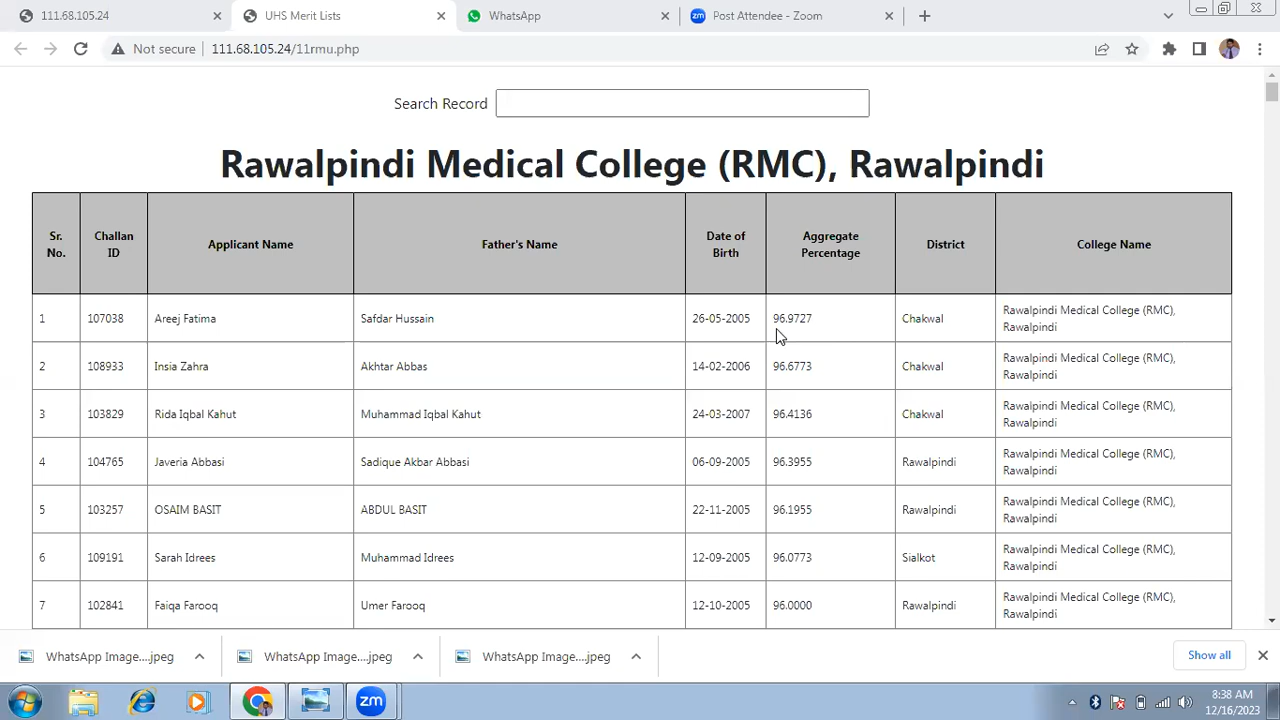 111.68.105.24
UHS Merit Lists
WhatsApp
Post Attendee - Zoom
Not secure
111.68.105.24/11rmu.php
Search Record
Rawalpindi Medical College (RMC), Rawalpindi
Sr. No. Challan ID Applicant Name Father's Name Date of Birth Aggregate Percentage District College Name
1 107038 Areej Fatima Safdar Hussain 26-05-2005 96.9727 Chakwal Rawalpindi Medical College (RMC), Rawalpindi
2 108933 Insia Zahra Akhtar Abbas 14-02-2006 96.6773 Chakwal Rawalpindi Medical College (RMC), Rawalpindi
3 103829 Rida Iqbal Kahut Muhammad Iqbal Kahut 24-03-2007 96.4136 Chakwal Rawalpindi Medical College (RMC), Rawalpindi
4 104765 Javeria Abbasi Sadique Akbar Abbasi 06-09-2005 96.3955 Rawalpindi Rawalpindi Medical College (RMC), Rawalpindi
5 103257 OSAIM BASIT ABDUL BASIT 22-11-2005 96.1955 Rawalpindi Rawalpindi Medical College (RMC), Rawalpindi
6 109191 Sarah Idrees Muhammad Idrees 12-09-2005 96.0773 Sialkot Rawalpindi Medical College (RMC), Rawalpindi
7 102841 Faiqa Farooq Umer Farooq 12-10-2005 96.0000 Rawalpindi Rawalpindi Medical College (RMC), Rawalpindi
WhatsApp Image....jpeg
WhatsApp Image....jpeg
WhatsApp Image....jpeg
Show all
zm
8:38 AM
12/16/2023